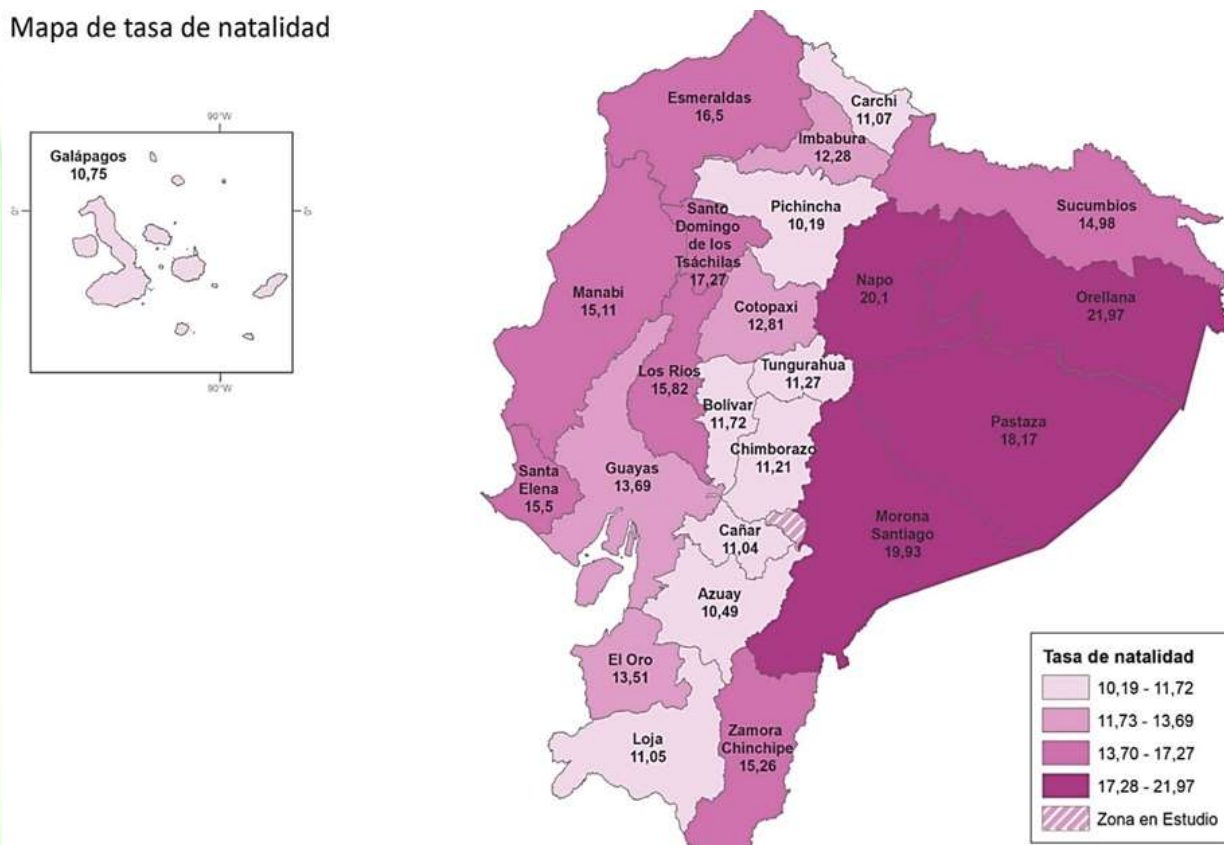 Mapa de tasa de natalidad
90°W
Galápagos
10,75
0°
0°
90°W
Esmeraldas
16,5
Carchi
11,07
Imbabura
12,28
Pichincha
10,19
Sucumbios
14,98
Santo
Domingo
de los
Tsáchilas
17,27
Napo
20,1
Orellana
21,97
Manabi
15,11
Cotopaxi
12,81
Tungurahua
11,27
Los Rios
15,82
Bolívar
11,72
Pastaza
18,17
Chimborazo
11,21
Guayas
13,69
Santa
Elena
15,5
Morona
Santiago
19,93
Cañar
11,04
Azuay
10,49
El Oro
13,51
Loja
11,05
Zamora
Chinchipe
15,26
Tasa de natalidad
10,19 - 11,72
11,73 - 13,69
13,70 - 17,27
17,28 - 21,97
Zona en Estudio